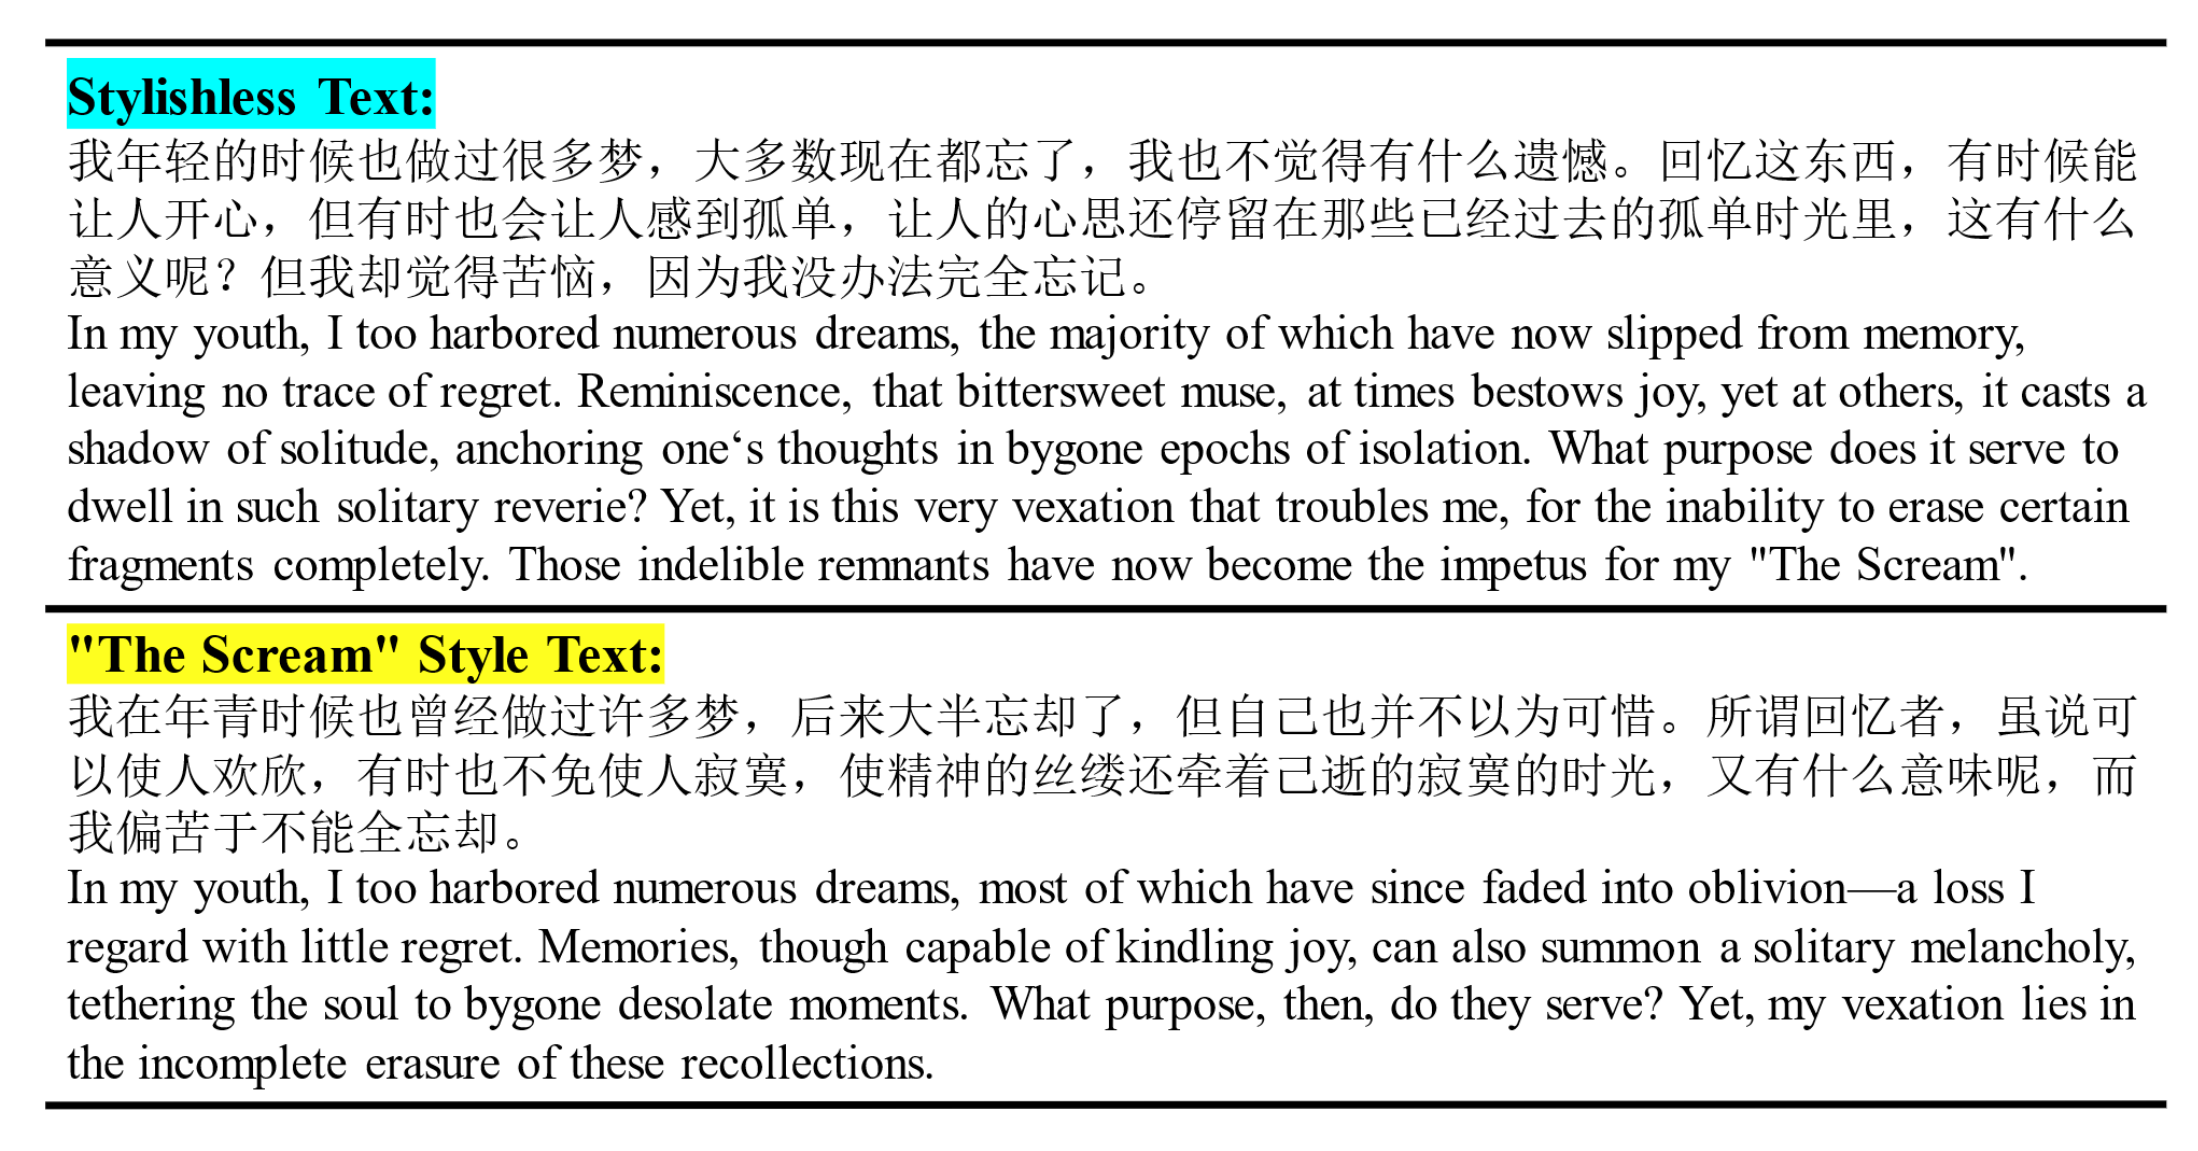 Stylishless Text:
我年轻的时候也做过很多梦，大多数现在都忘了，我也不觉得有什么遗憾。回忆这东西，有时候能
让人开心，但有时也会让人感到孤单，让人的心思还停留在那些已经过去的孤单时光里，这有什么
意义呢？但我却觉得苦恼，因为我没办法完全忘记。
In my youth, I too harbored numerous dreams, the majority of which have now slipped from memory,
leaving no trace of regret. Reminiscence, that bittersweet muse, at times bestows joy, yet at others, it casts a
shadow of solitude, anchoring one‘s thoughts in bygone epochs of isolation. What purpose does it serve to
dwell in such solitary reverie? Yet, it is this very vexation that troubles me, for the inability to erase certain
fragments completely. Those indelible remnants have now become the impetus for my "The Scream".
"The Scream" Style Text:
我在年青时候也曾经做过许多梦，后来大半忘却了，但自己也并不以为可惜。所谓回忆者，虽说可
以使人欢欣，有时也不免使人寂寞，使精神的丝缕还牵着己逝的寂寞的时光，又有什么意味呢，而
我偏苦于不能全忘却。
In my youth, I too harbored numerous dreams, most of which have since faded into oblivion—a loss I
regard with little regret. Memories, though capable of kindling joy, can also summon a solitary melancholy,
tethering the soul to bygone desolate moments. What purpose, then, do they serve? Yet, my vexation lies in
the incomplete erasure of these recollections.